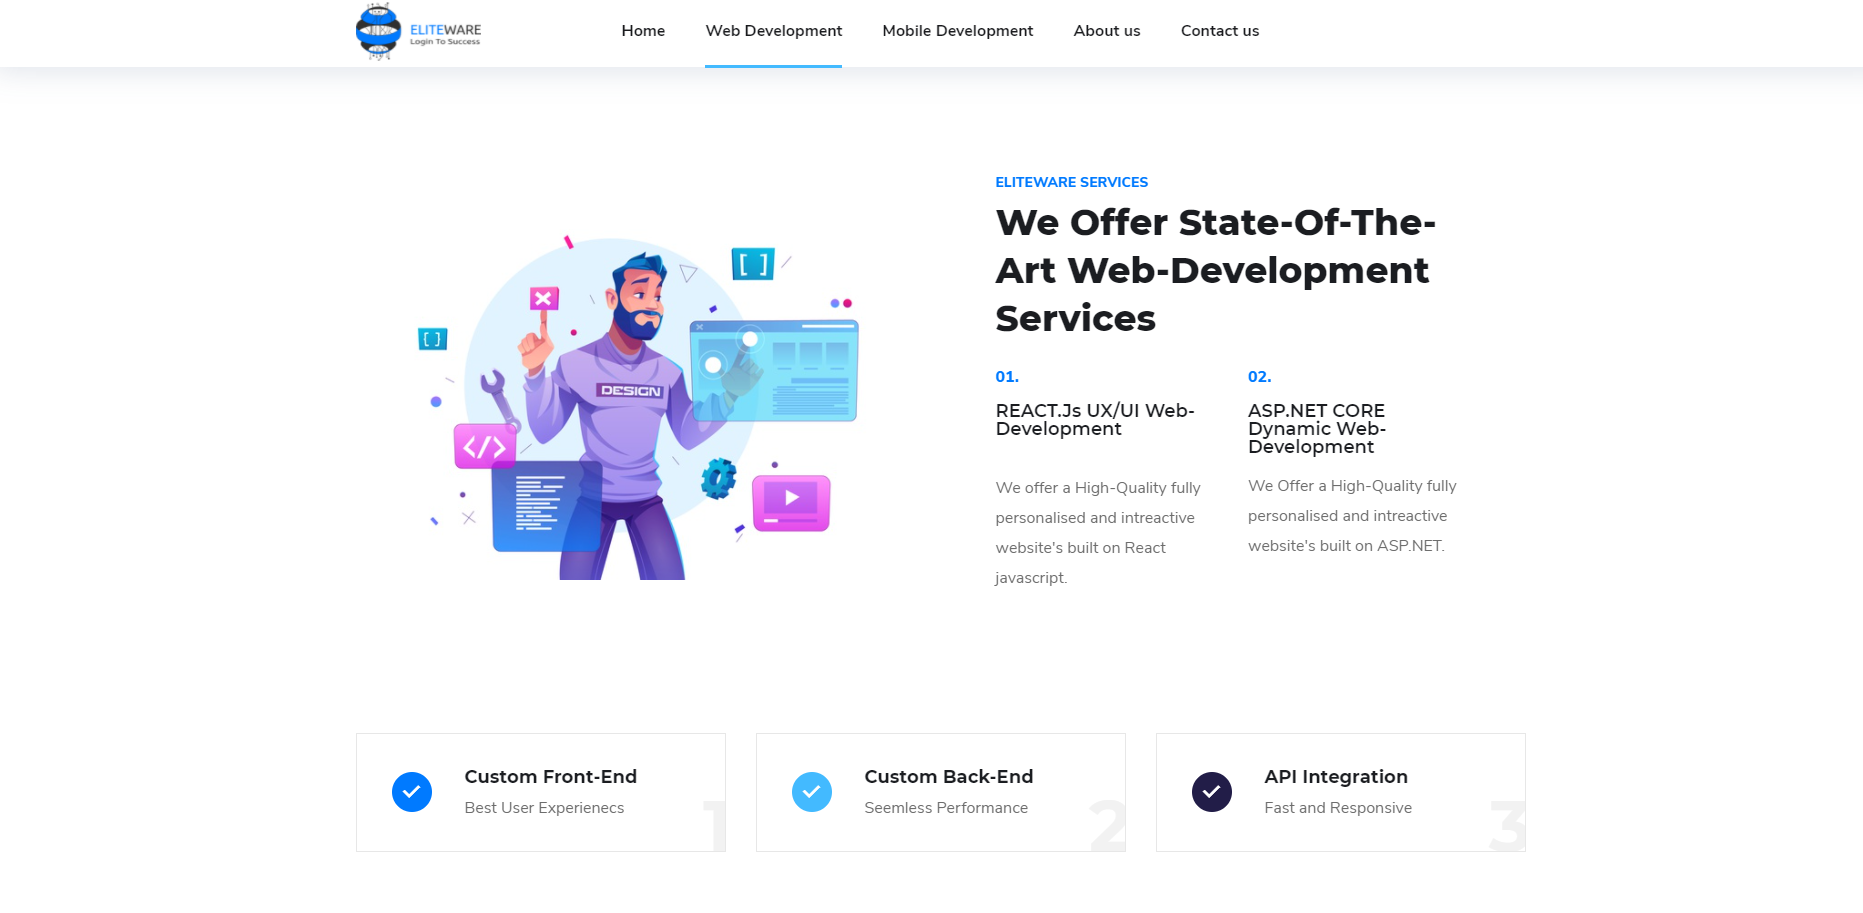 ELITEWARE
Login To Success
Home
Web Development
Mobile Development
About us
Contact us
ELITEWARE SERVICES
We Offer State-Of-The-
Art Web-Development
Services
[ ]
[ ]
DESIGN
</>
01.
REACT.Js UX/UI Web-
Development
We offer a High-Quality fully
personalised and intreactive
website's built on React
javascript.
02.
ASP.NET CORE
Dynamic Web-
Development
We Offer a High-Quality fully
personalised and intreactive
website's built on ASP.NET.
Custom Front-End
Best User Experienecs
1
Custom Back-End
Seemless Performance
2
API Integration
Fast and Responsive
3